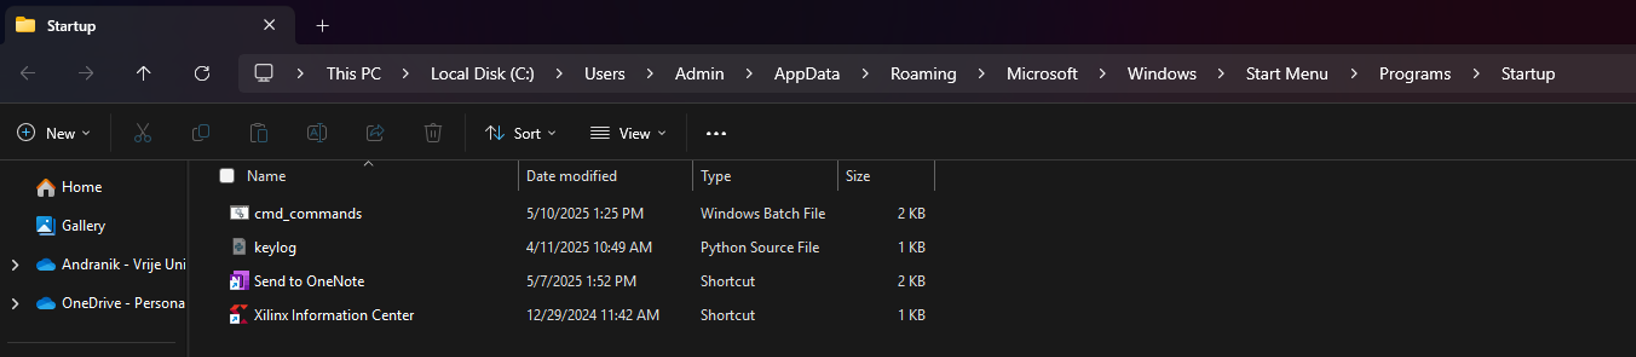 Startup
This PC > Local Disk (C:) > Users > Admin > AppData > Roaming > Microsoft > Windows > Start Menu > Programs > Startup
New Sort View
Name Date modified Type Size
Home
Gallery
Andranik - Vrije Uni
OneDrive - Persona
cmd_commands 5/10/2025 1:25 PM Windows Batch File 2 KB
keylog 4/11/2025 10:49 AM Python Source File 1 KB
Send to OneNote 5/7/2025 1:52 PM Shortcut 2 KB
Xilinx Information Center 12/29/2024 11:42 AM Shortcut 1 KB